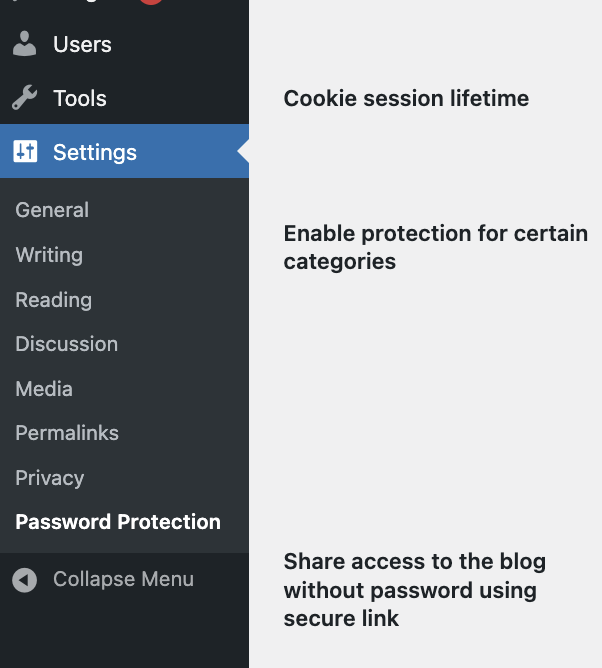 Users
Tools
Settings
General
Writing
Reading
Discussion
Media
Permalinks
Privacy
Password Protection
Collapse Menu
Cookie session lifetime
Enable protection for certain
categories
Share access to the blog
without password using
secure link